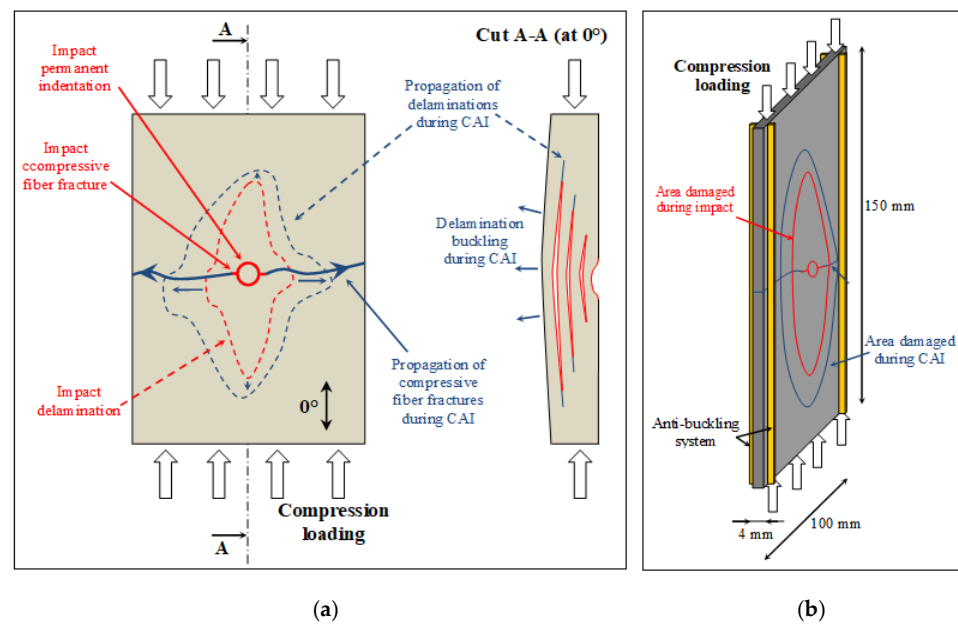 A
Cut A-A (at 0°)
Impact
permanent
indentation
Propagation of
delaminations
during CAI
Impact
ccompressive
fiber fracture
Delamination
buckling
during CAI
Impact
delamination
0°
Propagation of
compressive
fiber fractures
during CAI
Compression
loading
A
(a)
Compression
loading
Area damaged
during impact
150 mm
Area damaged
during CAI
Anti-buckling
system
4 mm
100 mm
(b)